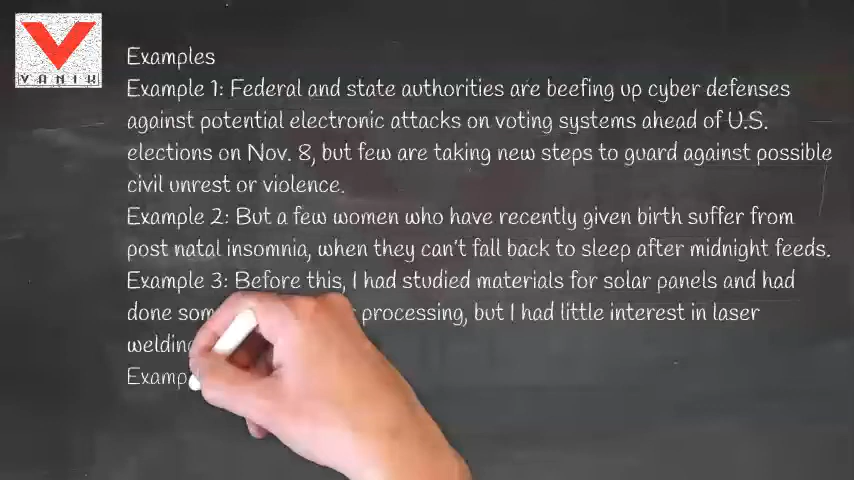 VANIK
Examples
Example 1: Federal and state authorities are beefing up cyber defenses
against potential electronic attacks on voting systems ahead of U.S.
elections on Nov. 8, but few are taking new steps to guard against possible
civil unrest or violence.
Example 2: But a few women who have recently given birth suffer from
post natal insomnia, when they can't fall back to sleep after midnight feeds.
Example 3: Before this, I had studied materials for solar panels and had
done processing, but I had little interest in laser